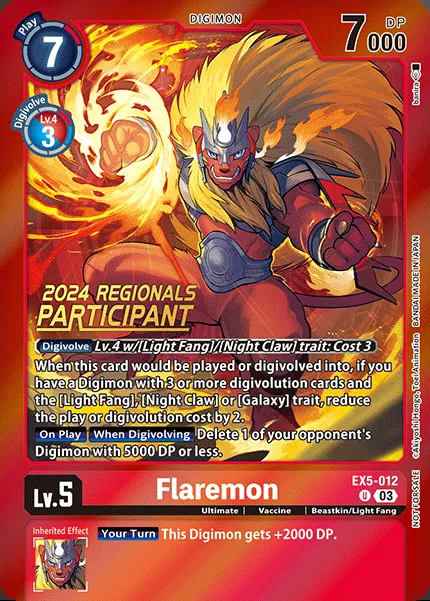 Play
DIGIMON
7
7000
DP
Digivolve
Lv.4
3
2024 REGIONALS
PARTICIPANT
Digivolve Lv.4 w/[Light Fang]/[Night Claw] trait: Cost 3
When this card would be played or digivolved into, if you
have a Digimon with 3 or more digivolution cards and
the [Light Fang], [Night Claw] or [Galaxy] trait, reduce
the play or digivolution cost by 2.
On Play When Digivolving Delete 1 of your opponent's
Digimon with 5000 DP or less.
Lv.5
Flaremon
EX5-012
U 03
Ultimate | Vaccine | Beastkin/Light Fang
Inherited Effect
Your Turn This Digimon gets +2000 DP.
NOT FOR SALE ©Akiyoshi Hongo, Toei Animation BANDAI MADE IN JAPAN